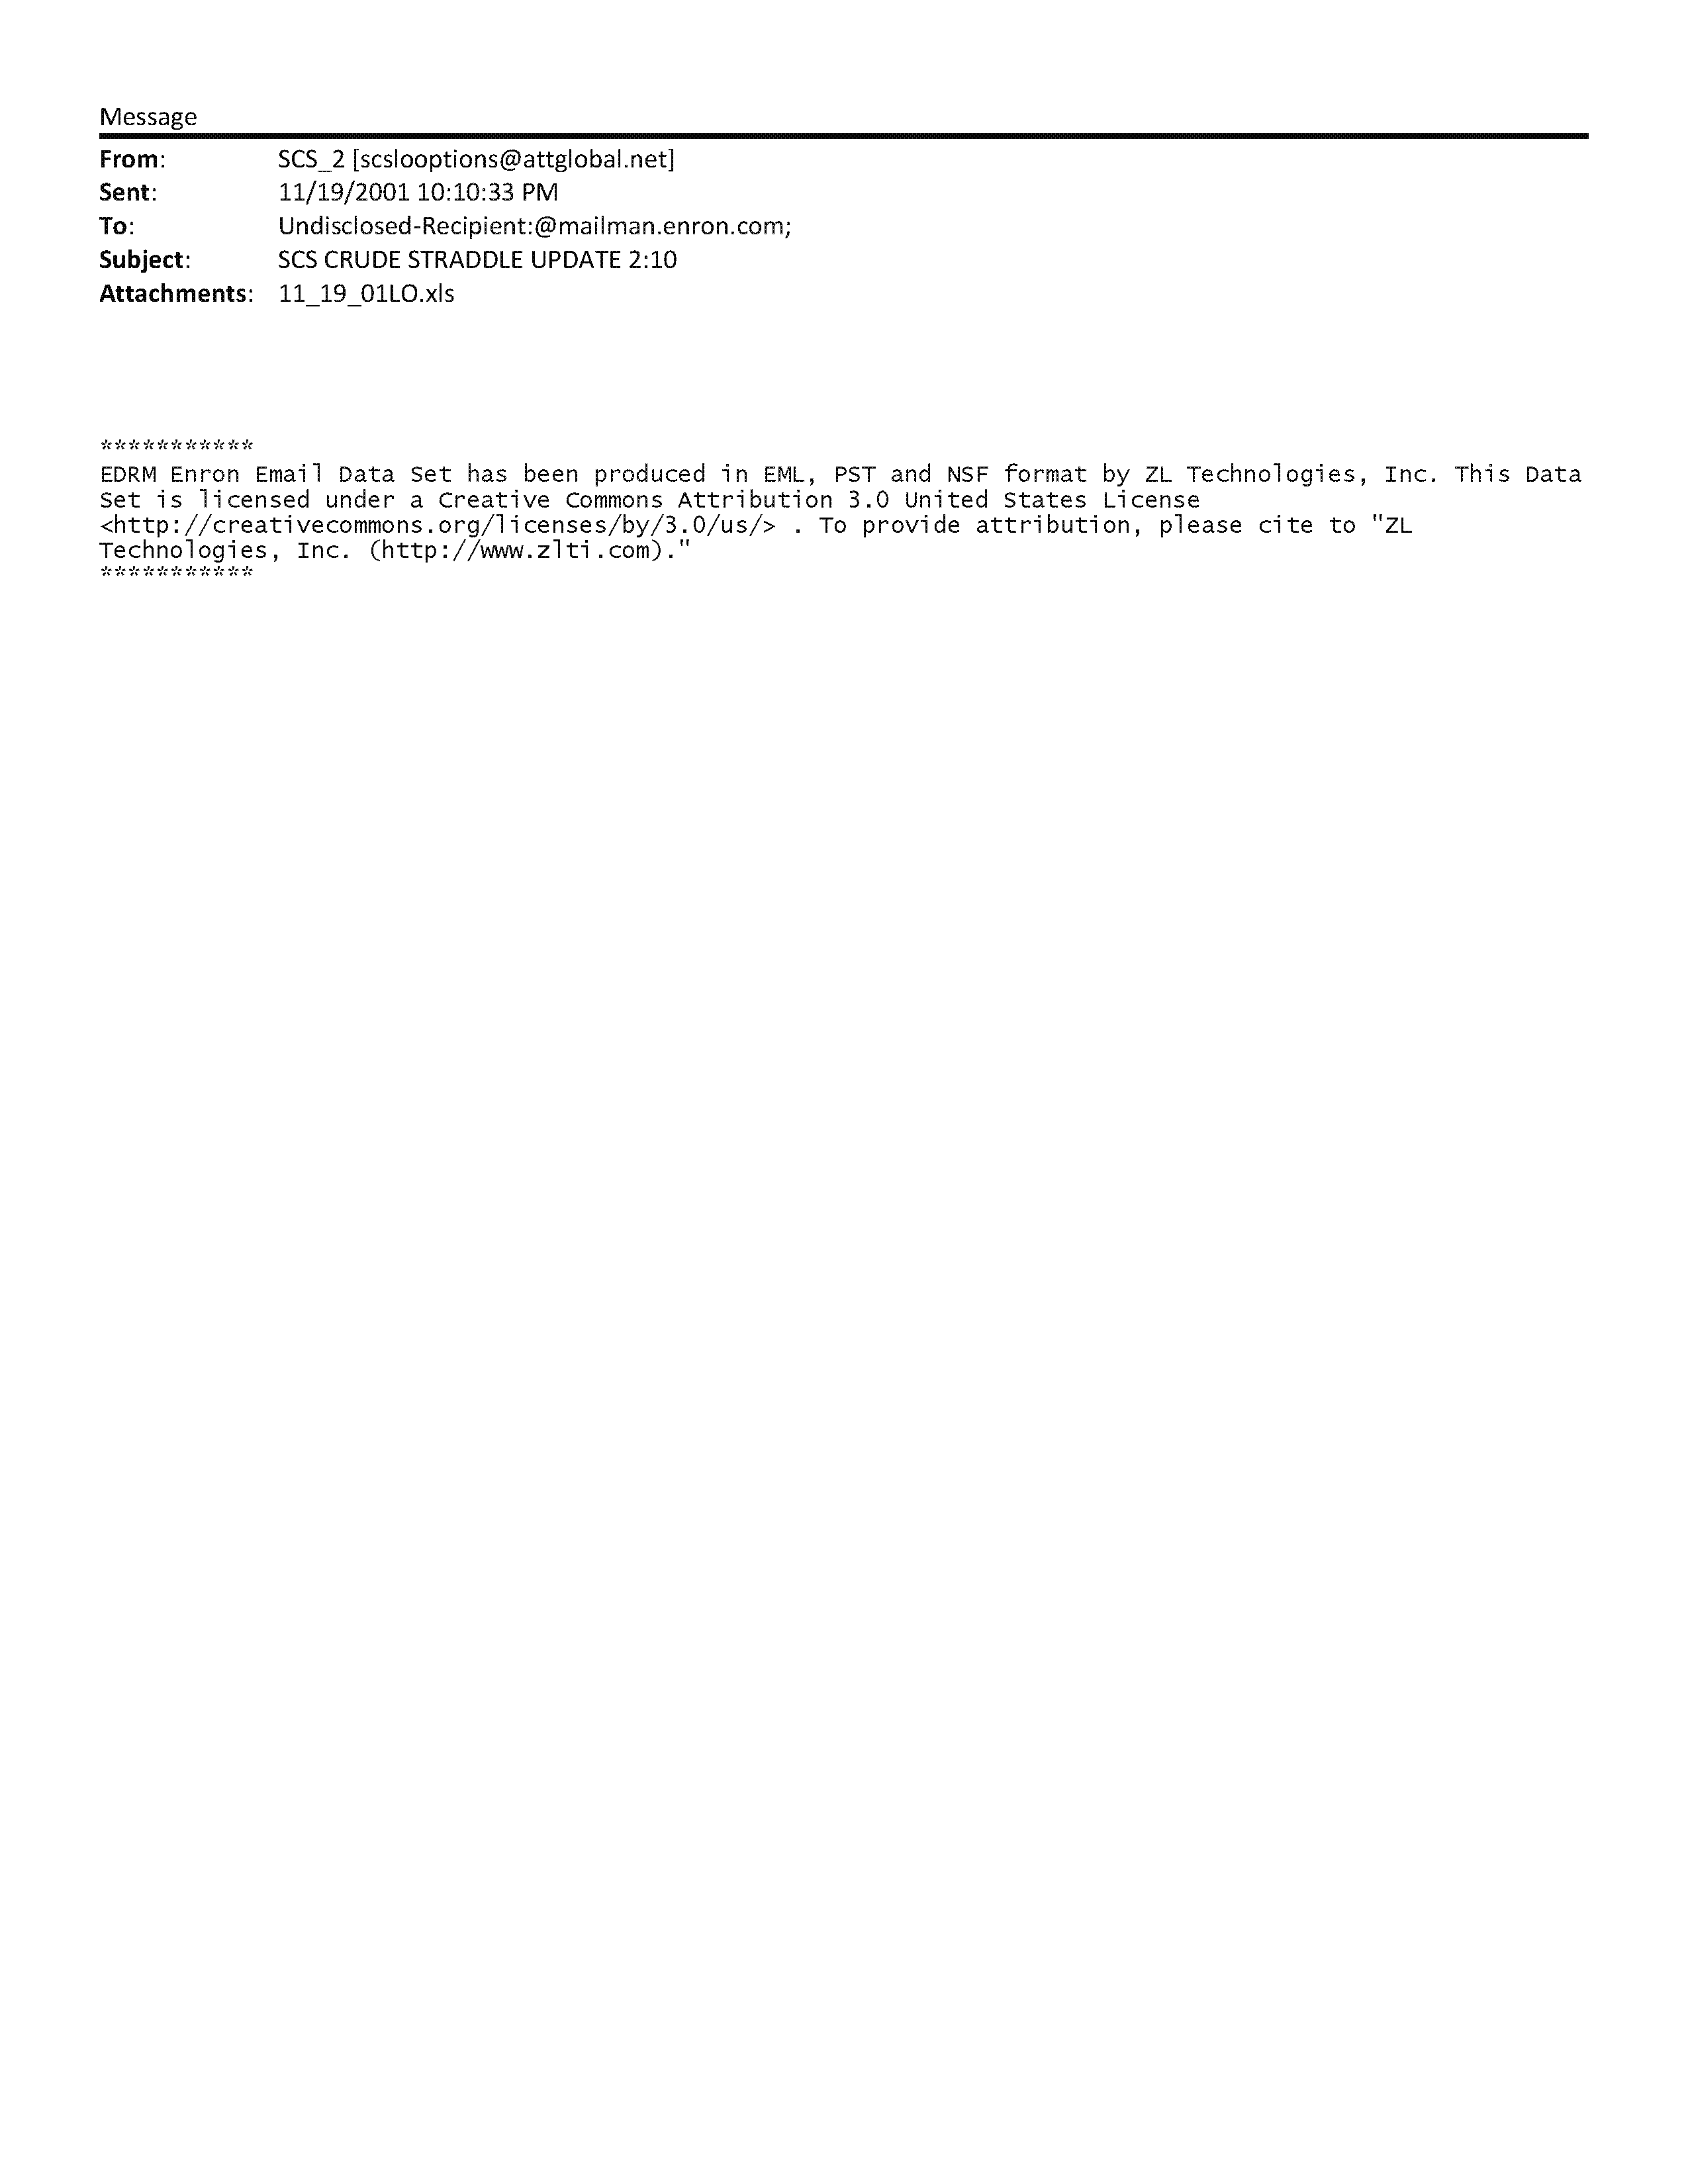 Message
From: SCS_2 [scslooptions@attglobal.net]
Sent: 11/19/2001 10:10:33 PM
To: Undisclosed-Recipient:@mailman.enron.com;
Subject: SCS CRUDE STRADDLE UPDATE 2:10
Attachments: 11_19_01LO.xls
***********
EDRM Enron Email Data Set has been produced in EML, PST and NSF format by ZL Technologies, Inc. This Data
Set is licensed under a Creative Commons Attribution 3.0 United States License
<http://creativecommons.org/licenses/by/3.0/us/> . To provide attribution, please cite to "ZL
Technologies, Inc. (http://www.zlti.com)."
***********